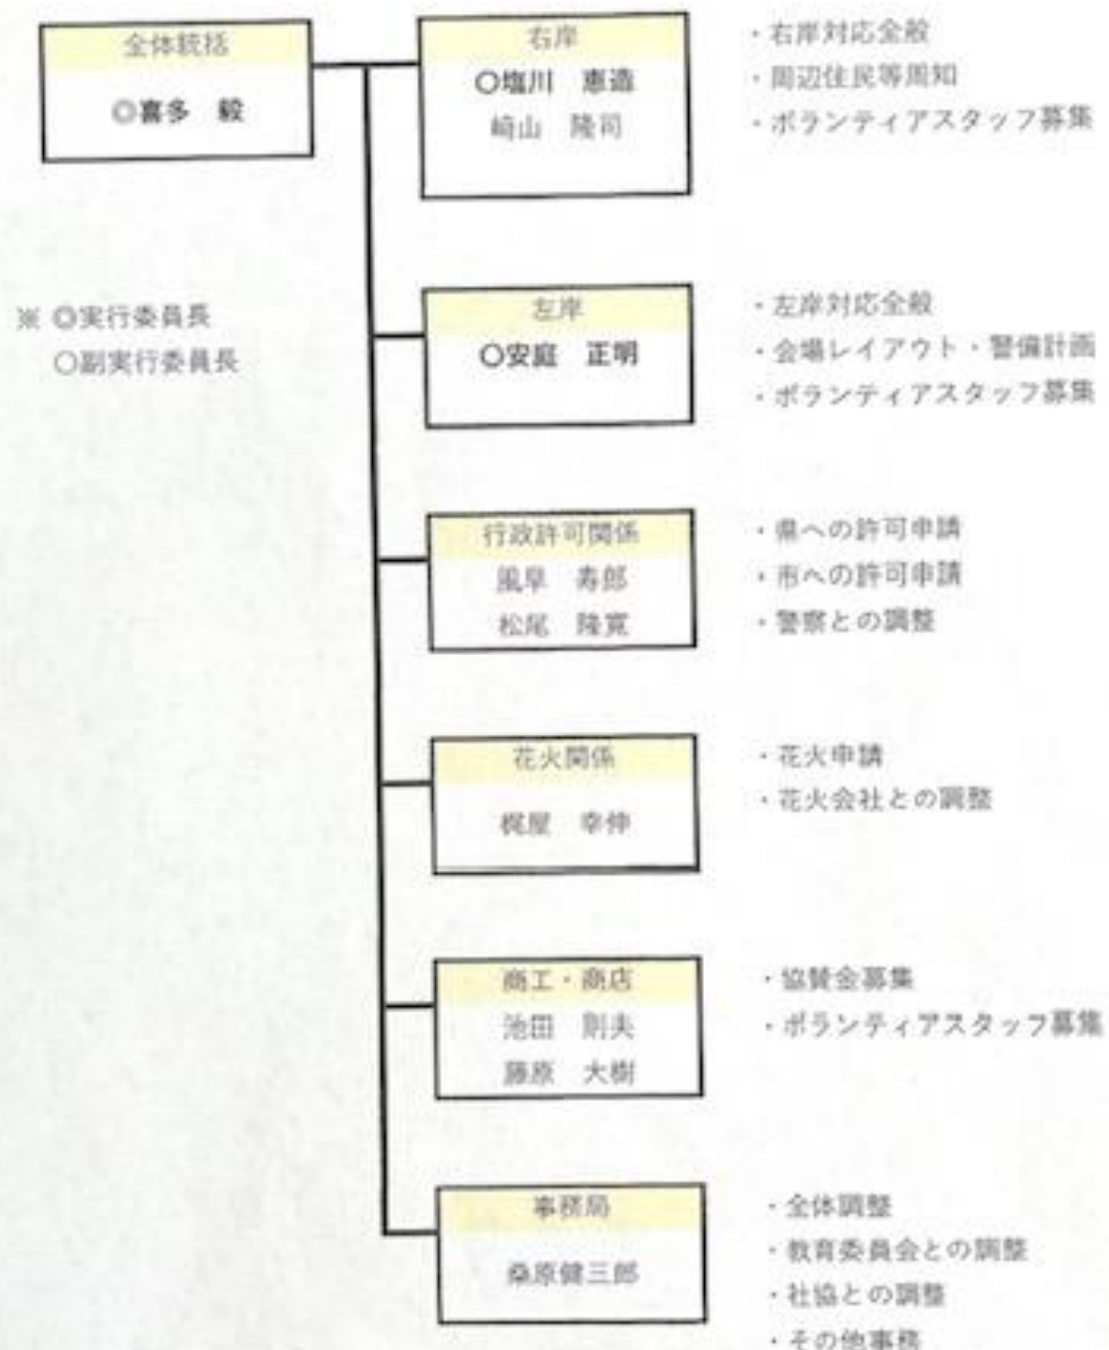 全体統括
◎喜多 毅
※ ◎実行委員長
〇副実行委員長
右岸
〇塩川 恵造
崎山 隆司
・右岸対応全般
・周辺住民等周知
・ボランティアスタッフ募集
左岸
〇安庭 正明
・左岸対応全般
・会場レイアウト・警備計画
・ボランティアスタッフ募集
行政許可関係
風早 寿郎
松尾 隆寛
・県への許可申請
・市への許可申請
・警察との調整
花火関係
梶屋 幸伸
・花火申請
・花火会社との調整
商工・商店
池田 則夫
藤原 大樹
・協賛金募集
・ボランティアスタッフ募集
事務局
桑原健三郎
・全体調整
・教育委員会との調整
・社協との調整
・その他事務